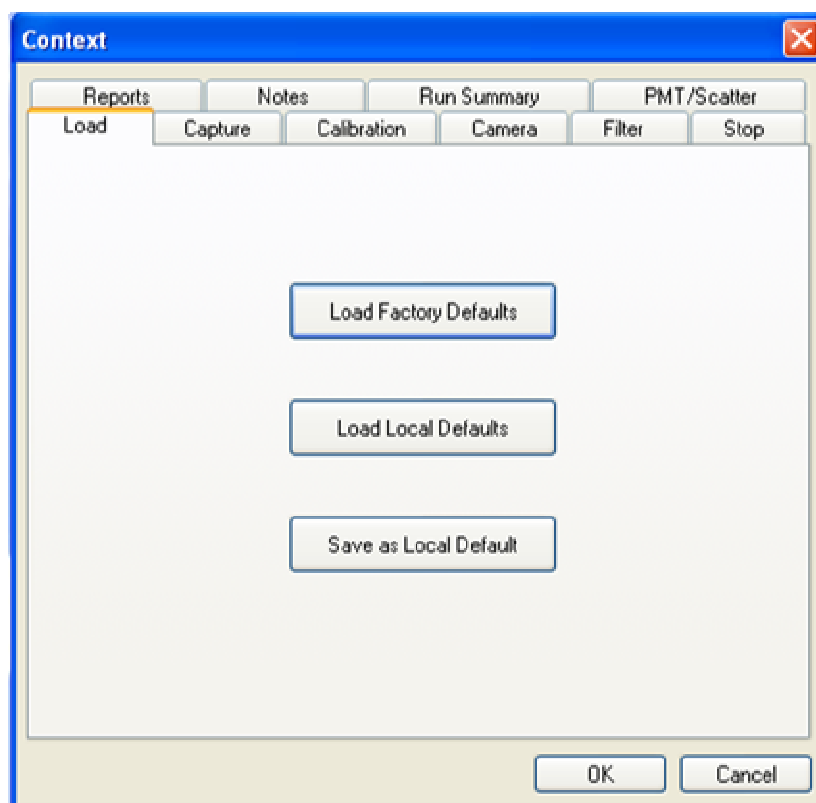 Context
Reports Notes Run Summary PMT/Scatter
Load Capture Calibration Camera Filter Stop
Load Factory Defaults
Load Local Defaults
Save as Local Default
OK Cancel